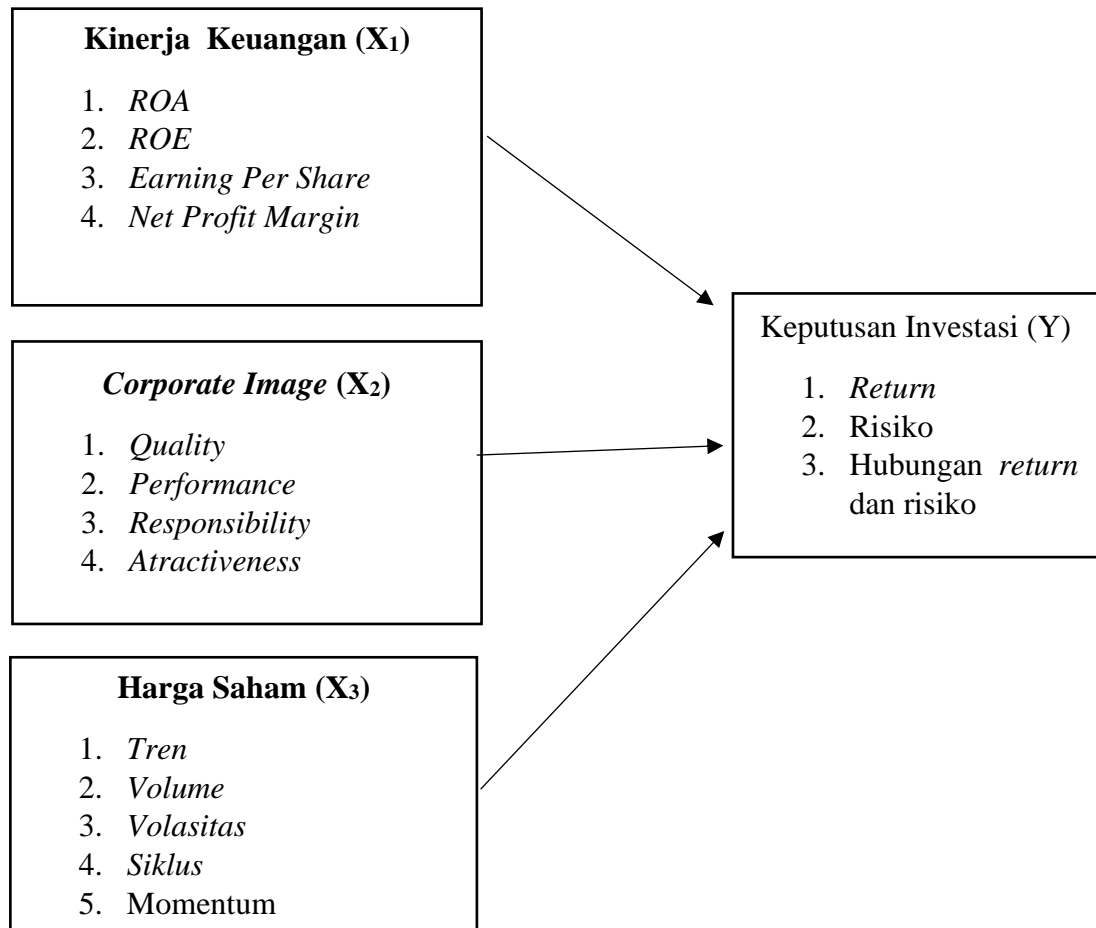 Kinerja Keuangan (X1)
1. ROA
2. ROE
3. Earning Per Share
4. Net Profit Margin
Corporate Image (X2)
1. Quality
2. Performance
3. Responsibility
4. Atractiveness
Harga Saham (X3)
1. Tren
2. Volume
3. Volasitas
4. Siklus
5. Momentum
Keputusan Investasi (Y)
1. Return
2. Risiko
3. Hubungan return
dan risiko